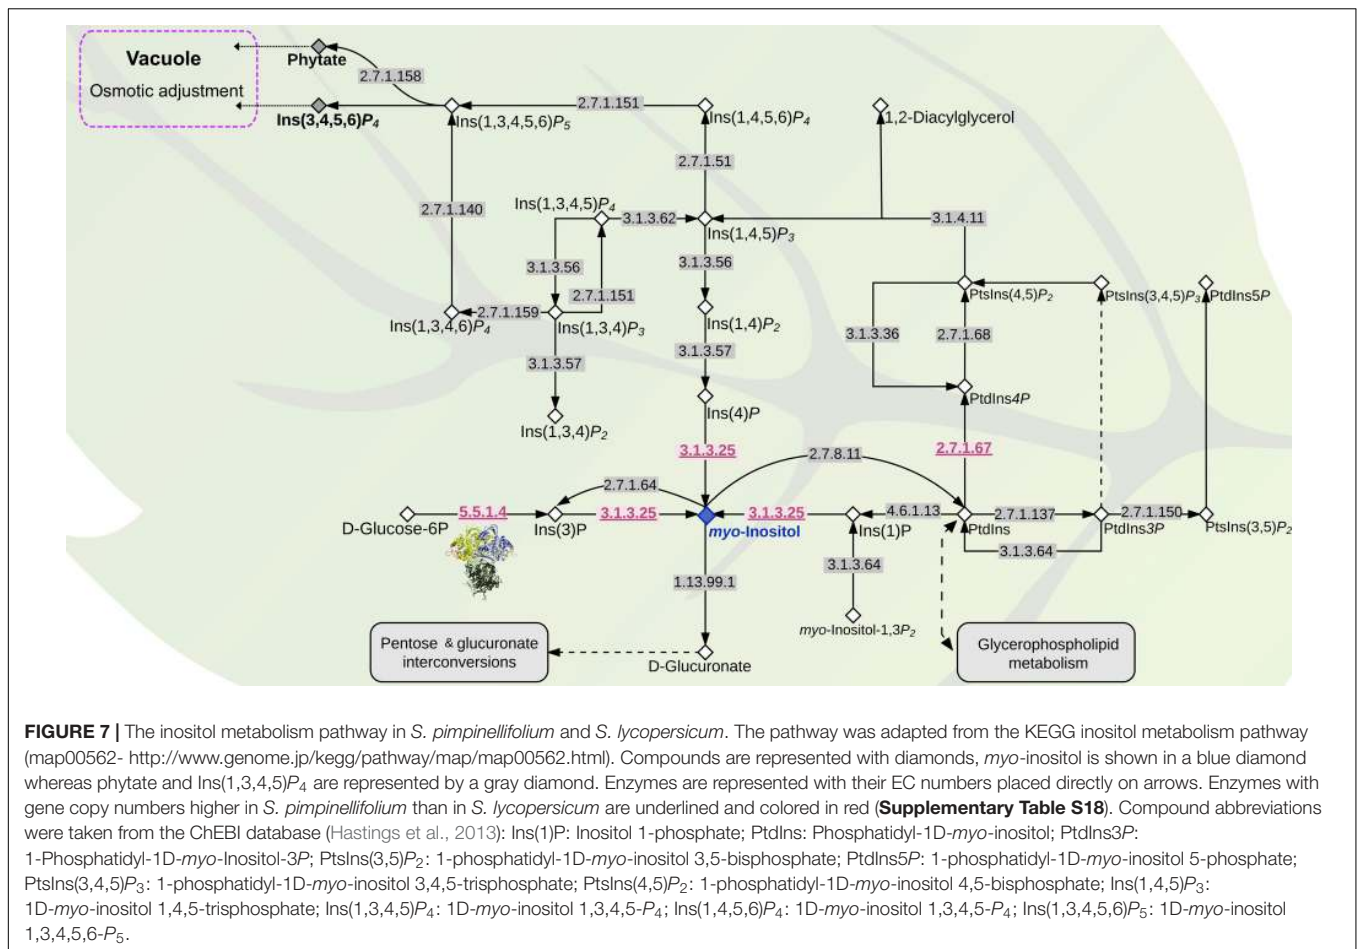 Vacuole
Osmotic adjustment
Phytate
2.7.1.158
Ins(3,4,5,6)P4
Ins(1,3,4,5,6)P5
2.7.1.151
Ins(1,4,5,6)P4
1,2-Diacylglycerol
2.7.1.51
2.7.1.140
Ins(1,3,4,5)P4
3.1.3.62
Ins(1,4,5)P3
3.1.4.11
3.1.3.56
3.1.3.56
2.7.1.151
PtsIns(4,5)P2
PtsIns(3,4,5)P3
PtdIns5P
Ins(1,3,4,6)P4
2.7.1.159
Ins(1,3,4)P3
Ins(1,4)P2
3.1.3.36
2.7.1.68
3.1.3.57
3.1.3.57
PtdIns4P
Ins(1,3,4)P2
Ins(4)P
3.1.3.25
2.7.8.11
2.7.1.67
2.7.1.64
D-Glucose-6P
5.5.1.4
Ins(3)P
3.1.3.25
myo-Inositol
3.1.3.25
Ins(1)P
4.6.1.13
PtdIns
2.7.1.137
PtdIns3P
2.7.1.150
PtsIns(3,5)P2
3.1.3.64
3.1.3.64
1.13.99.1
myo-Inositol-1,3P2
Pentose & glucuronate
interconversions
D-Glucuronate
Glycerophospholipid
metabolism
FIGURE 7 | The inositol metabolism pathway in S. pimpinellifolium and S. lycopersicum. The pathway was adapted from the KEGG inositol metabolism pathway
(map00562- http://www.genome.jp/kegg/pathway/map/map00562.html). Compounds are represented with diamonds, myo-inositol is shown in a blue diamond
whereas phytate and Ins(1,3,4,5)P4 are represented by a gray diamond. Enzymes are represented with their EC numbers placed directly on arrows. Enzymes with
gene copy numbers higher in S. pimpinellifolium than in S. lycopersicum are underlined and colored in red (Supplementary Table S18). Compound abbreviations
were taken from the ChEBI database (Hastings et al., 2013): Ins(1)P: Inositol 1-phosphate; PtdIns: Phosphatidyl-1D-myo-inositol; PtdIns3P:
1-Phosphatidyl-1D-myo-Inositol-3P; PtsIns(3,5)P2: 1-phosphatidyl-1D-myo-inositol 3,5-bisphosphate; PtdIns5P: 1-phosphatidyl-1D-myo-inositol 5-phosphate;
PtsIns(3,4,5)P3: 1-phosphatidyl-1D-myo-inositol 3,4,5-trisphosphate; PtsIns(4,5)P2: 1-phosphatidyl-1D-myo-inositol 4,5-bisphosphate; Ins(1,4,5)P3:
1D-myo-inositol 1,4,5-trisphosphate; Ins(1,3,4,5)P4: 1D-myo-inositol 1,3,4,5-P4; Ins(1,4,5,6)P4: 1D-myo-inositol 1,3,4,5-P4; Ins(1,3,4,5,6)P5: 1D-myo-inositol
1,3,4,5,6-P5.